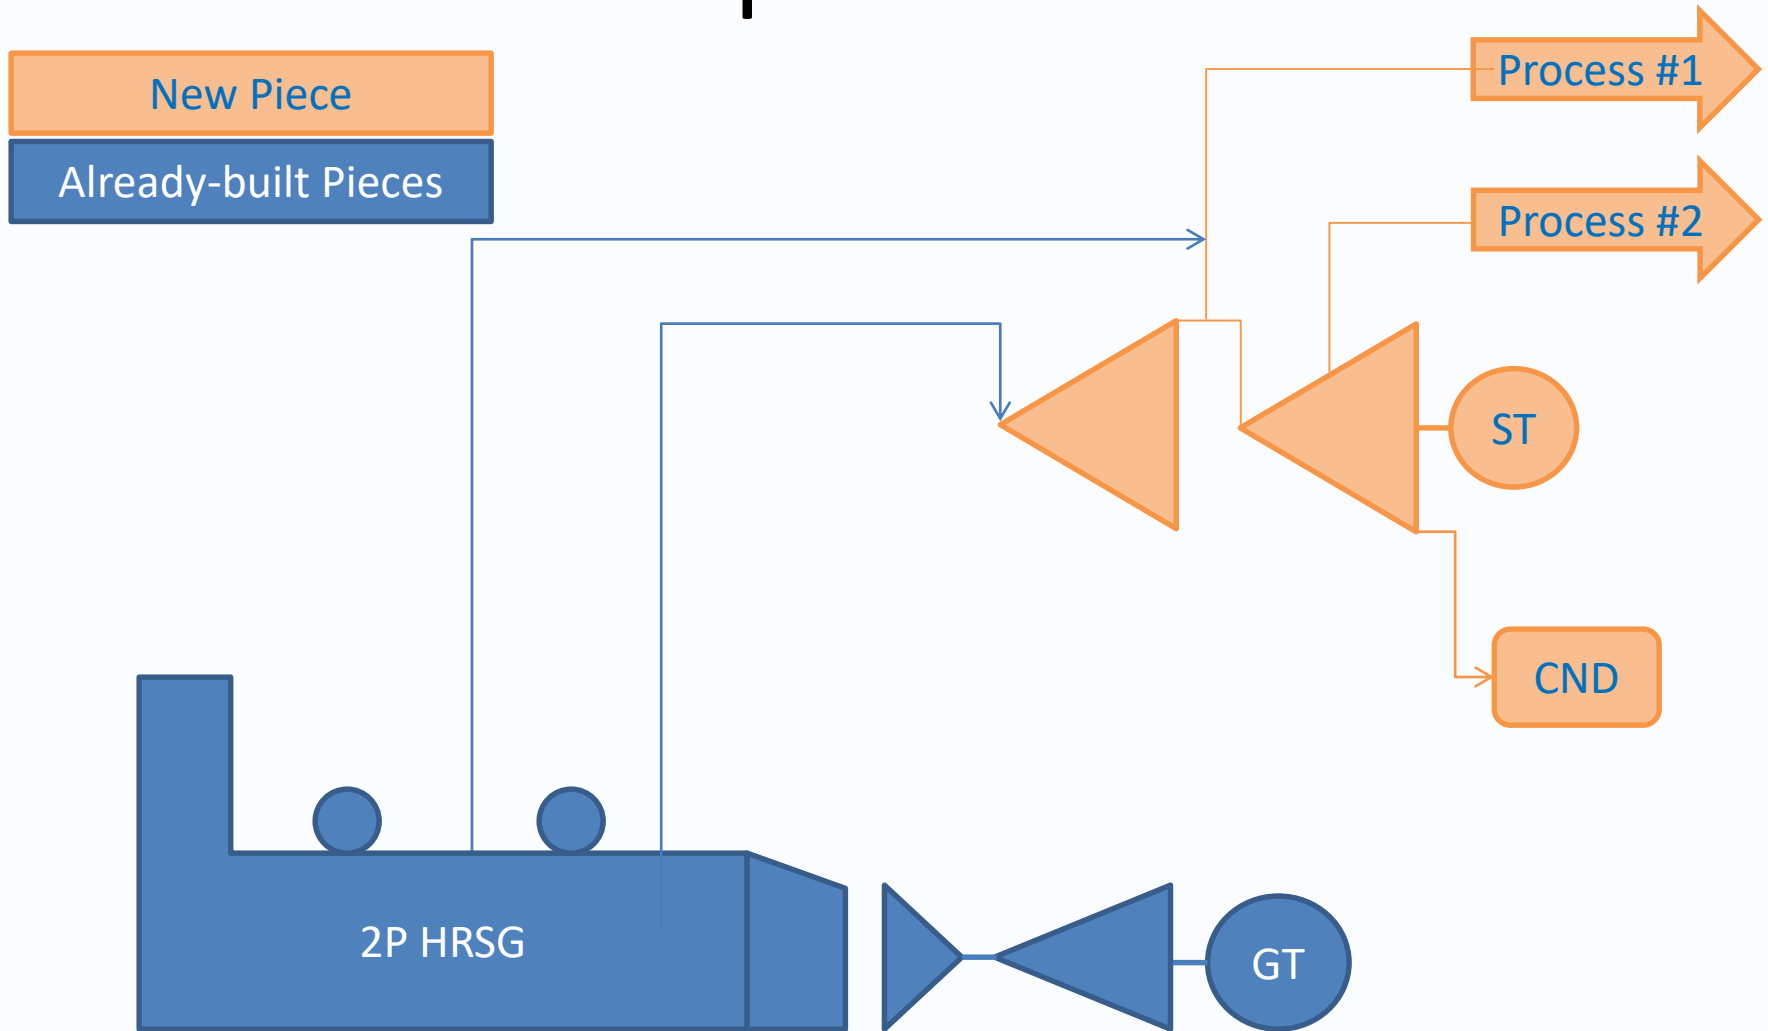 New Piece
Already-built Pieces
Process #1
Process #2
ST
CND
2P HRSG
GT